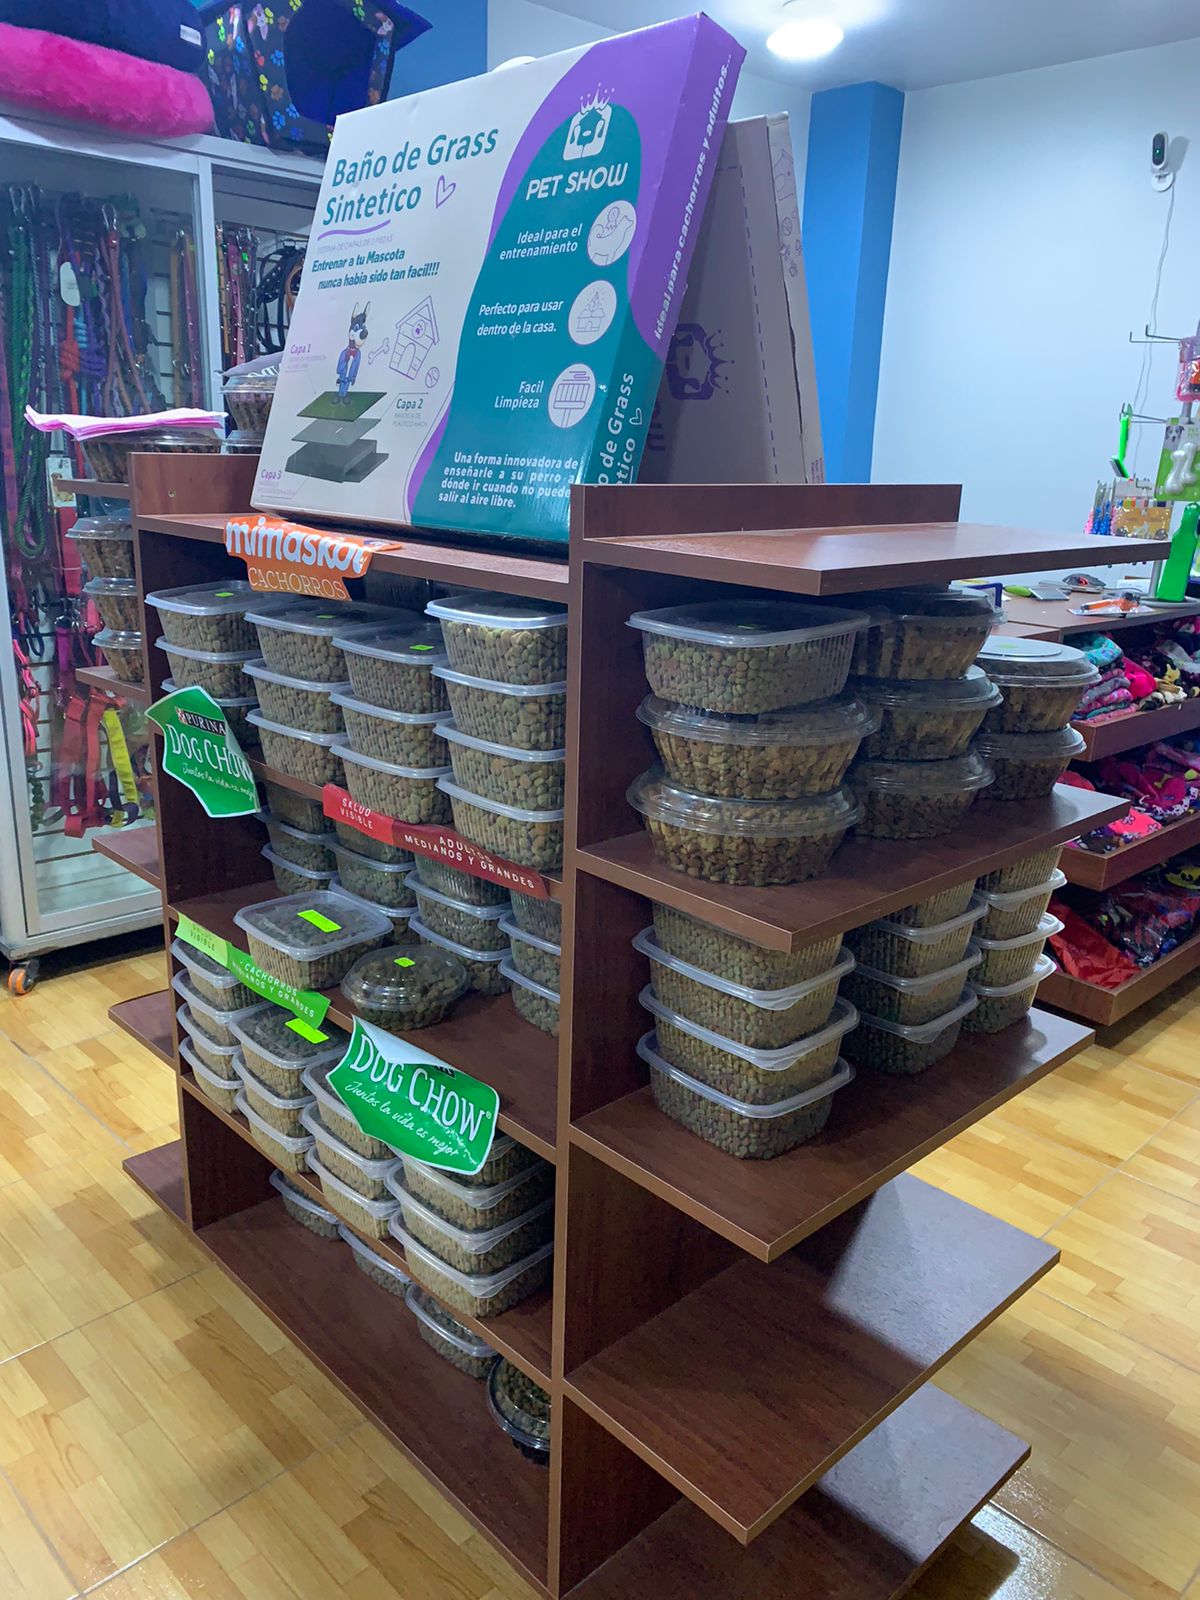 Baño de Grass
Sintetico
Entrenar a tu Mascota
nunca había sido tan facil!!!
Capa 1
Capa 2
BANDEJA DE
Capa 3
PET SHOW
Ideal para el
entrenamiento
Perfecto para usar
dentro de la casa.
Facil
Limpieza
Una forma innovadora de
enseñarle a su perro a
dónde ir cuando no puede
salir al aire libre.
Ideal para cachorros y adultos...
o de Grass
tetico
mimaskot
CACHORROS
PURINA
DOG CHOW
Juntos la vida es mejor
SALUD
VISIBLE
ADULTOS
MEDIANOS Y GRANDES
VISIBLE
CACHORROS
MEDIANOS Y GRANDES
DOG CHOW®
Juntos la vida es mejor